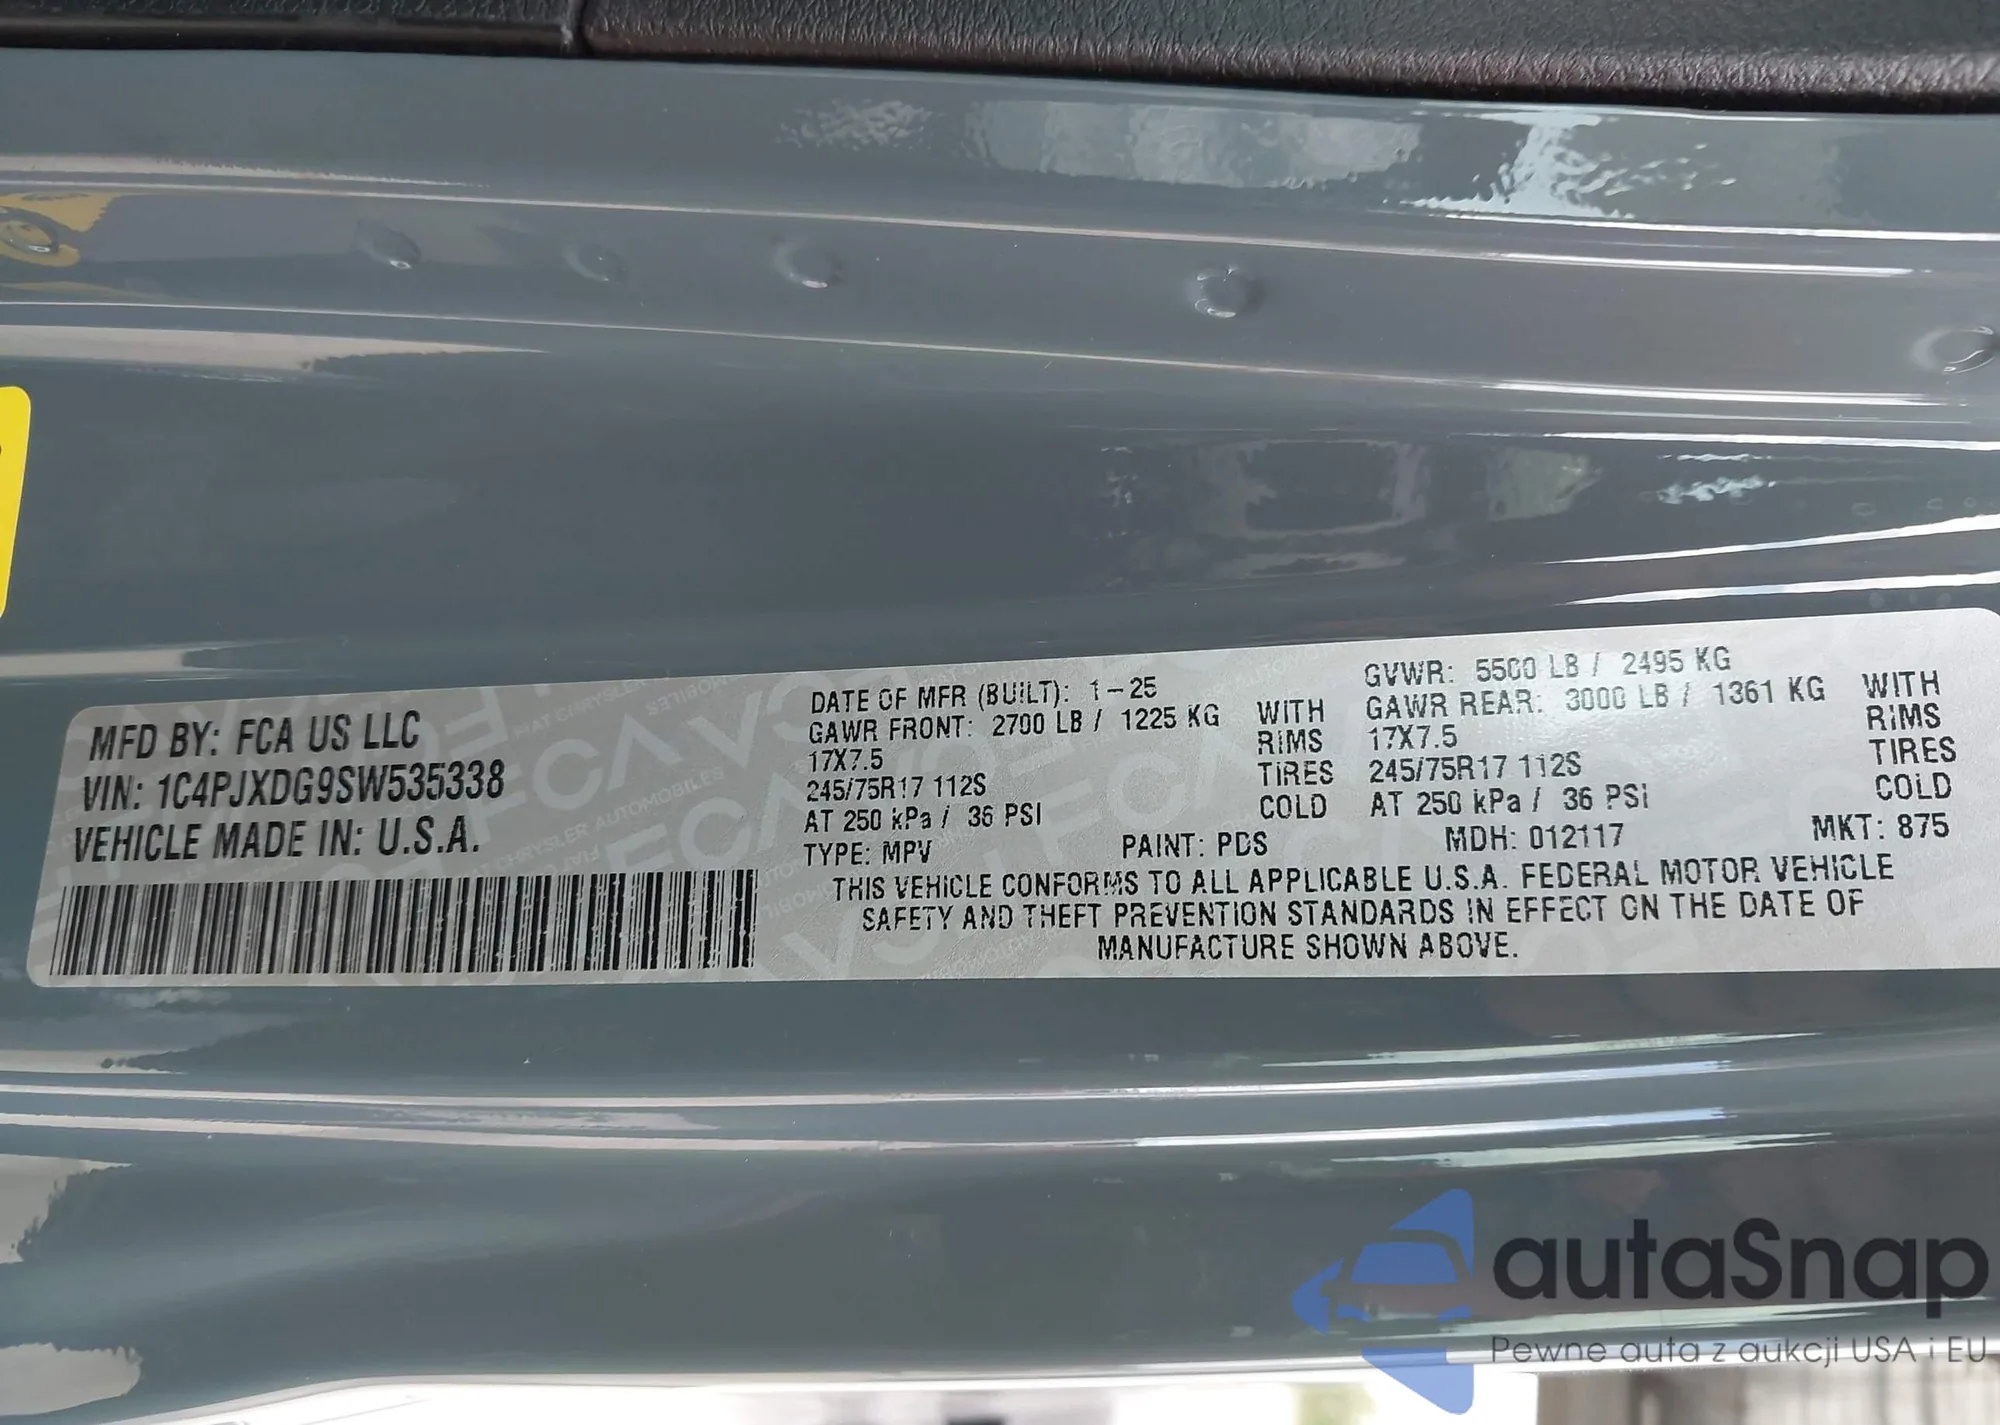 MFD BY: FCA US LLC
VIN: 1C4PJXDG9SW535338
VEHICLE MADE IN: U.S.A.
DATE OF MFR (BUILT): 1-25
GAWR FRONT: 2700 LB / 1225 KG WITH
17X7.5 RIMS
245/75R17 112S TIRES
AT 250 kPa / 36 PSI COLD
GVWR: 5500 LB / 2495 KG
GAWR REAR: 3000 LB / 1361 KG WITH
17X7.5 RIMS
245/75R17 112S TIRES
AT 250 kPa / 36 PSI COLD
TYPE: MPV PAINT: PDS MDH: 012117 MKT: 875
THIS VEHICLE CONFORMS TO ALL APPLICABLE U.S.A. FEDERAL MOTOR VEHICLE
SAFETY AND THEFT PREVENTION STANDARDS IN EFFECT ON THE DATE OF
MANUFACTURE SHOWN ABOVE.
autaSnap
Pewne auta z aukcji USA i EU